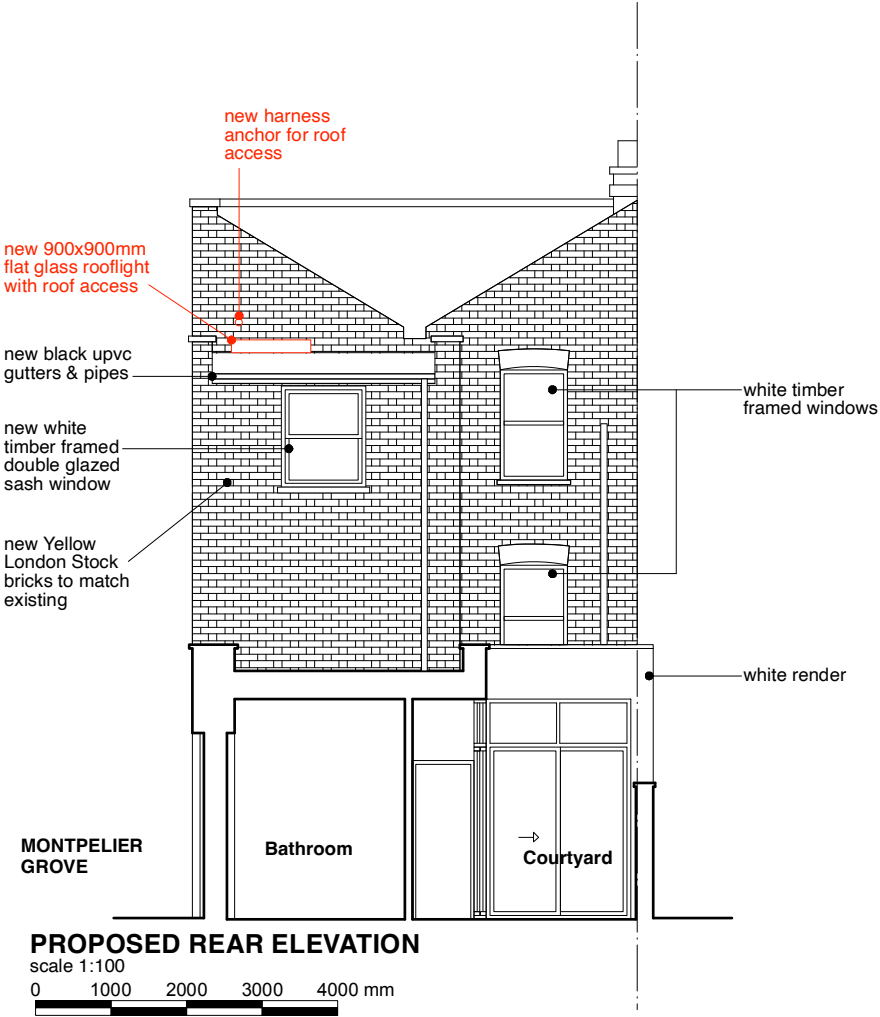 new harness
anchor for roof
access
new 900x900mm
flat glass rooflight
with roof access
new black upvc
gutters & pipes
new white
timber framed
double glazed
sash window
new Yellow
London Stock
bricks to match
existing
white timber
framed windows
white render
MONTPELIER
GROVE
Bathroom
Courtyard
PROPOSED REAR ELEVATION
scale 1:100
0 1000 2000 3000 4000 mm